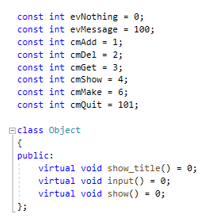 const int evNothing = 0;
const int evMessage = 100;
const int cmAdd = 1;
const int cmDel = 2;
const int cmGet = 3;
const int cmShow = 4;
const int cmMake = 6;
const int cmQuit = 101;
class Object
{
public:
virtual void show_title() = 0;
virtual void input() = 0;
virtual void show() = 0;
};